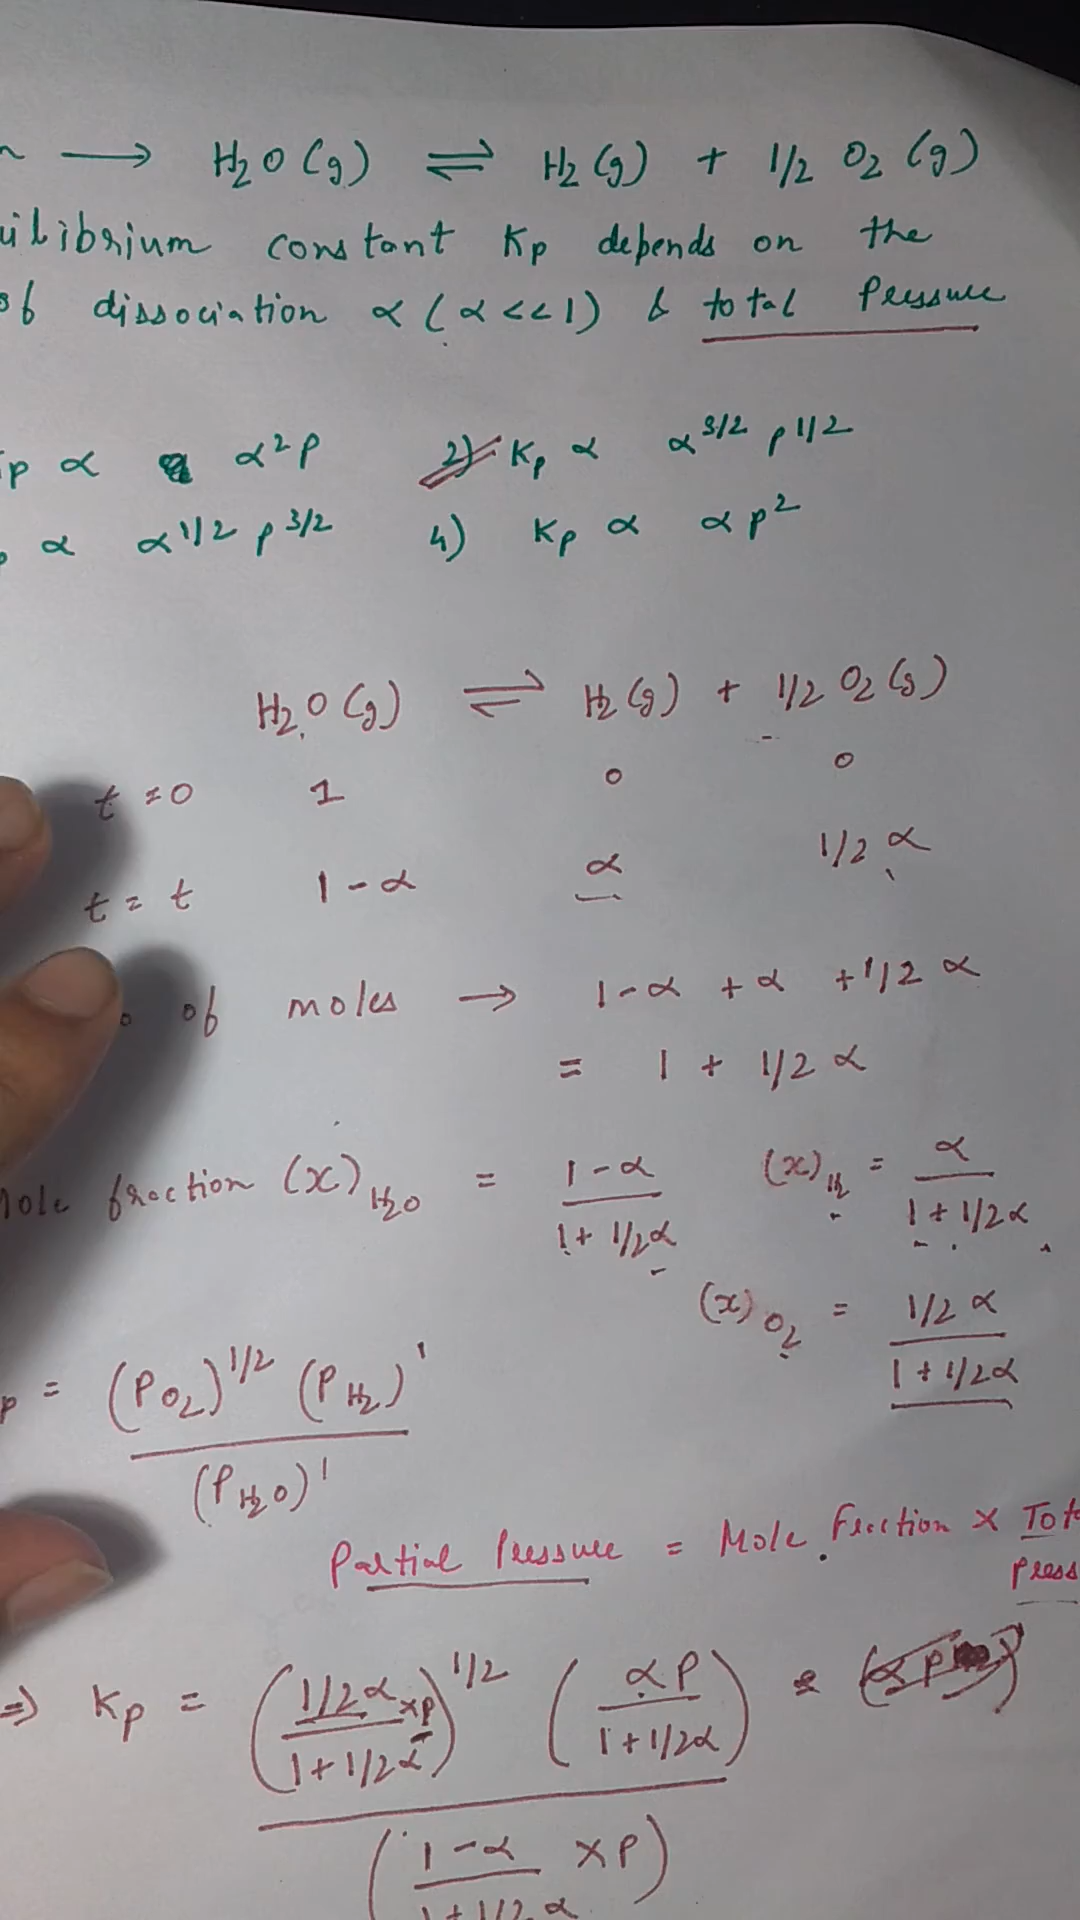 ⟶ H₂O (g) ⇌ H₂ (g) + 1/2 O₂ (g)
uilibrium constant Kp depends on the
of dissociation α (α <<1) & total Pressure
p α α²P 2) Kp α α^3/2 p^1/2
p α α^1/2 p^3/2 4) Kp α α p²
H₂O (g) ⇌ H₂ (g) + 1/2 O₂ (g)
t = 0 1 0 0
t = t 1-α α 1/2 α
of moles → 1-α + α + 1/2 α
= 1 + 1/2 α
Mole fraction (x)H₂O = 1-α / 1+ 1/2α (x)H₂ = α / 1 + 1/2α
(x)O₂ = 1/2 α / 1 + 1/2α
p = (PO₂)^1/2 (PH₂)^1 / (PH₂O)^1
Partial Pressure = Mole Fraction × Tot
Press
⇒ Kp = (1/2α ×p / 1+1/2α)^1/2 (αP / 1+1/2α)
(1-α / 1+1/2 α ×P)